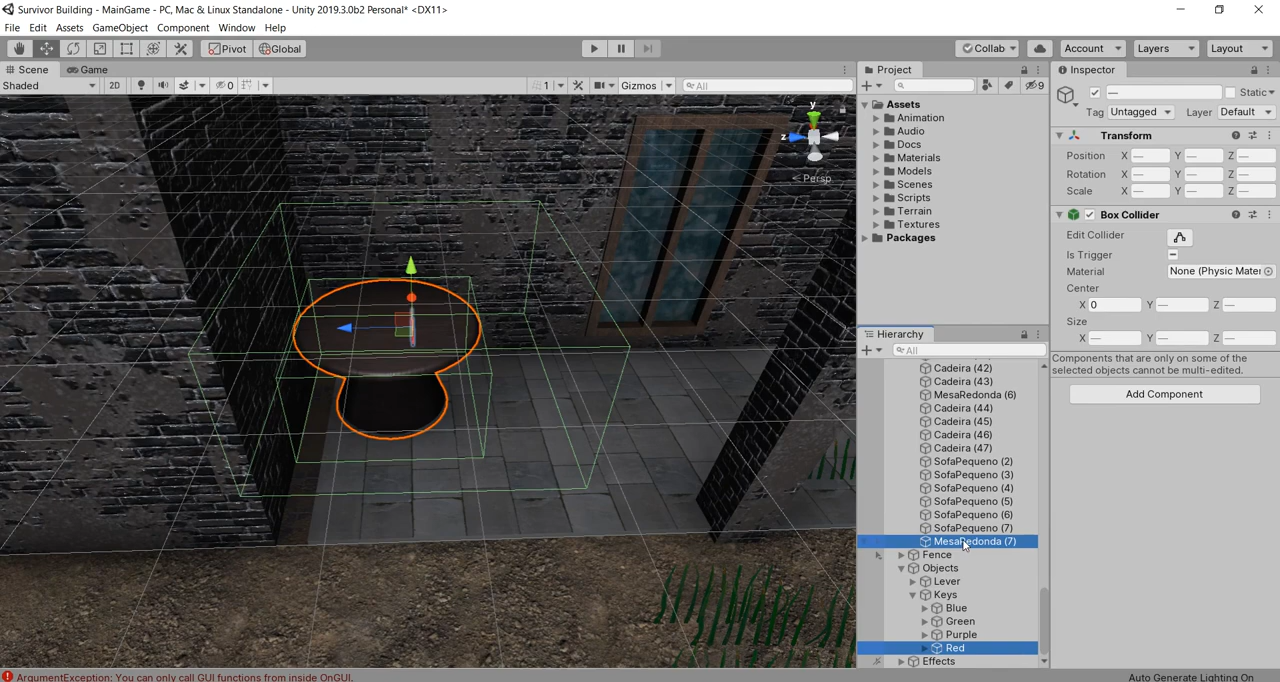 Survivor Building - MainGame - PC, Mac & Linux Standalone - Unity 2019.3.0b2 Personal* <DX11>
File Edit Assets GameObject Component Window Help
Pivot Global Collab Account Layers Layout
Scene Game
Shaded 2D 0 1 Gizmos All
y
z
< Persp
Project
9
Assets
Animation
Audio
Docs
Materials
Models
Scenes
Scripts
Terrain
Textures
Packages
Hierarchy
All
Cadeira (42)
Cadeira (43)
MesaRedonda (6)
Cadeira (44)
Cadeira (45)
Cadeira (46)
Cadeira (47)
SofaPequeno (2)
SofaPequeno (3)
SofaPequeno (4)
SofaPequeno (5)
SofaPequeno (6)
SofaPequeno (7)
MesaRedonda (7)
Fence
Objects
Lever
Keys
Blue
Green
Purple
Red
Effects
Inspector
— Static
Tag Untagged Layer Default
Transform
Position X — Y — Z —
Rotation X — Y — Z —
Scale X — Y — Z —
Box Collider
Edit Collider
Is Trigger
Material None (Physic Mater
Center
X 0 Y — Z —
Size
X — Y — Z —
Components that are only on some of the
selected objects cannot be multi-edited.
Add Component
ArgumentException: You can only call GUI functions from inside OnGUI.
Auto Generate Lighting On